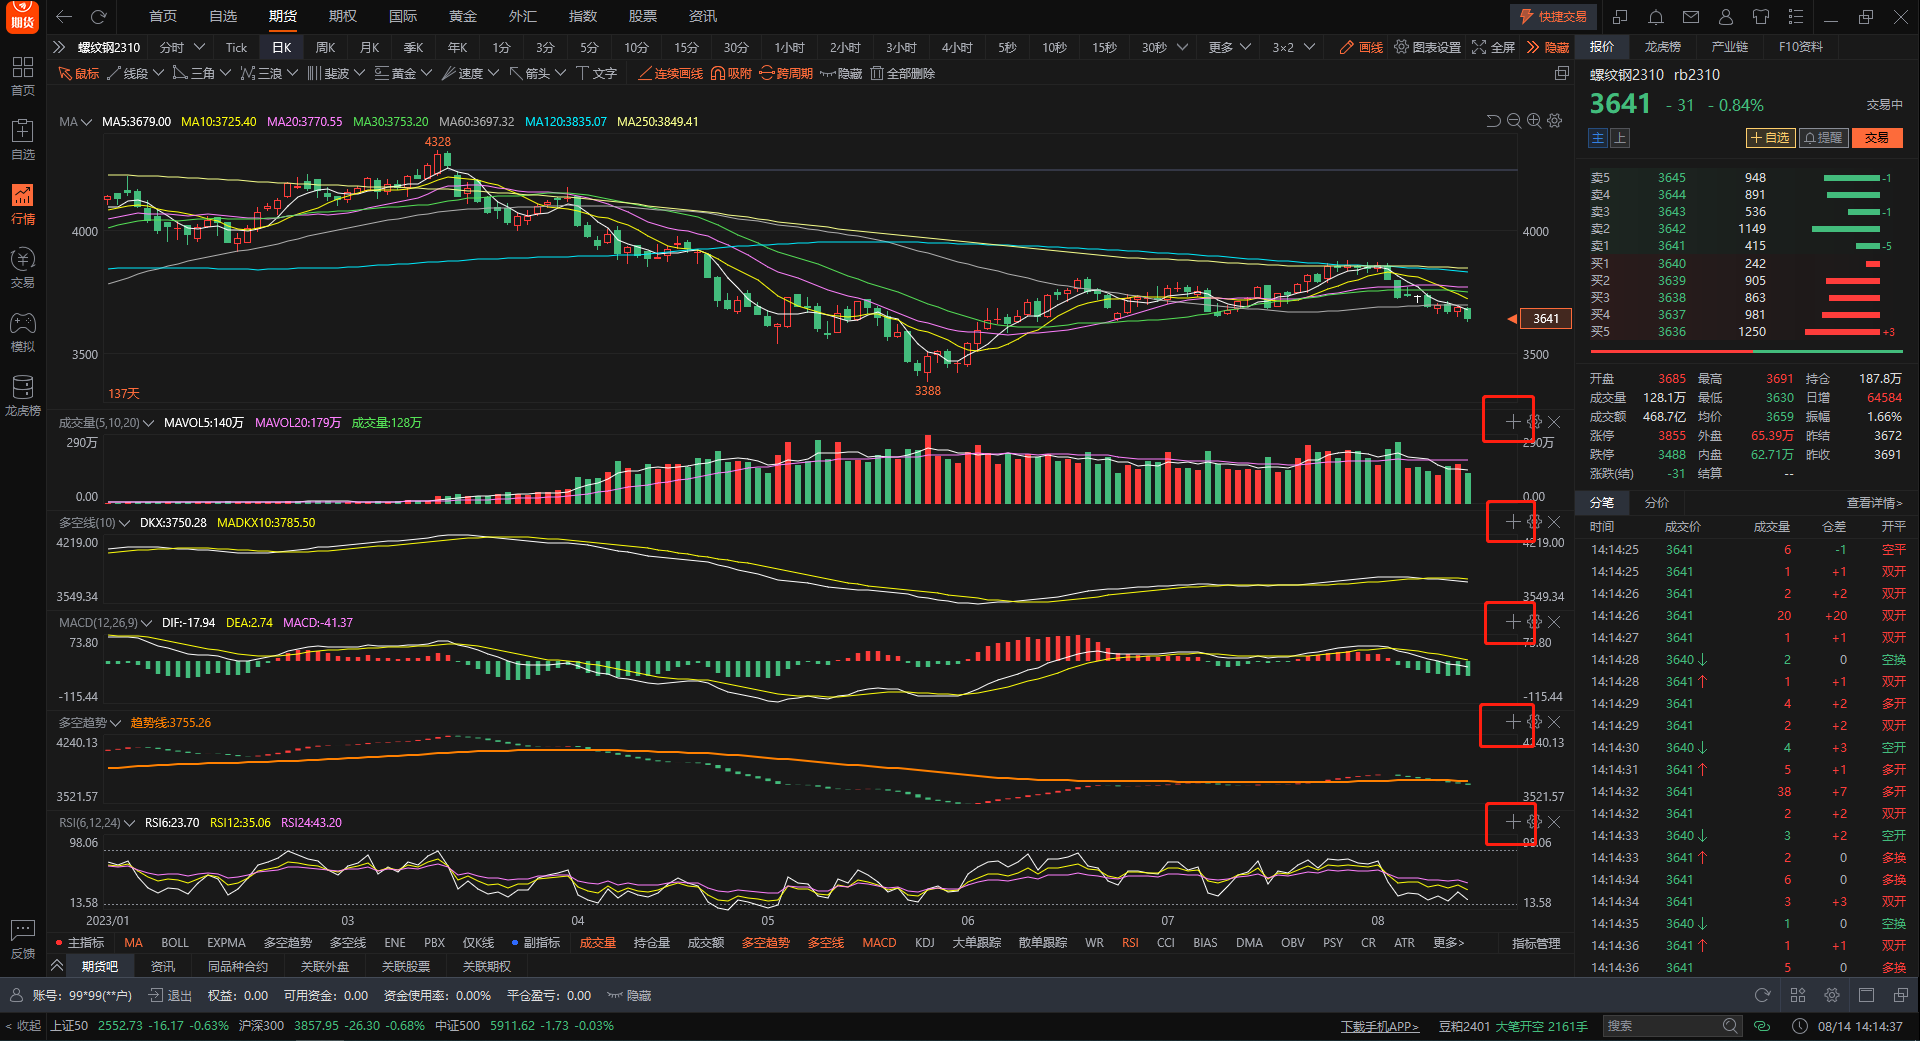 期货 首页 自选 期货 期权 国际 黄金 外汇 指数 股票 资讯 快捷交易
螺纹钢2310 分时 Tick 日K 周K 月K 季K 年K 1分 3分 5分 10分 15分 30分 1小时 2小时 3小时 4小时 5秒 10秒 15秒 30秒 更多 3×2 画线 图表设置 全屏 隐藏 报价 龙虎榜 产业链 F10资料
鼠标 线段 三角 三浪 斐波 黄金 速度 箭头 文字 连续画线 吸附 跨周期 隐藏 全部删除
首页
自选
行情
交易
模拟
龙虎榜
反馈
MA MA5:3679.00 MA10:3725.40 MA20:3770.55 MA30:3753.20 MA60:3697.32 MA120:3835.07 MA250:3849.41
4328
4000 4000
3641
3500 3500
3388
137天
成交量(5,10,20) MAVOL5:140万 MAVOL20:179万 成交量:128万
290万 290万
0.00 0.00
多空线(10) DKX:3750.28 MADKX10:3785.50
4219.00 4219.00
3549.34 3549.34
MACD(12,26,9) DIF:-17.94 DEA:2.74 MACD:-41.37
73.80 73.80
-115.44 -115.44
多空趋势 趋势线:3755.26
4240.13 4240.13
3521.57 3521.57
RSI(6,12,24) RSI6:23.70 RSI12:35.06 RSI24:43.20
98.06 98.06
13.58 13.58
2023/01 03 04 05 06 07 08
主指标 MA BOLL EXPMA 多空趋势 多空线 ENE PBX 仅K线 副指标 成交量 持仓量 成交额 多空趋势 多空线 MACD KDJ 大单跟踪 散单跟踪 WR RSI CCI BIAS DMA OBV PSY CR ATR 更多> 指标管理
期货吧 资讯 同品种合约 关联外盘 关联股票 关联期权
螺纹钢2310 rb2310
3641 - 31 - 0.84% 交易中
主 上 +自选 提醒 交易
卖5 3645 948 -1
卖4 3644 891
卖3 3643 536 -1
卖2 3642 1149
卖1 3641 415 -5
买1 3640 242
买2 3639 905
买3 3638 863
买4 3637 981
买5 3636 1250 +3
开盘 3685 最高 3691 持仓 187.8万
成交量 128.1万 最低 3630 日增 64584
成交额 468.7亿 均价 3659 振幅 1.66%
涨停 3855 外盘 65.39万 昨结 3672
跌停 3488 内盘 62.71万 昨收 3691
涨跌(结) -31 结算 --
分笔 分价 查看详情>
时间 成交价 成交量 仓差 开平
14:14:25 3641 6 -1 空平
14:14:25 3641 1 +1 双开
14:14:26 3641 2 +2 双开
14:14:26 3641 20 +20 双开
14:14:27 3641 1 +1 双开
14:14:28 3640↓ 2 0 空换
14:14:28 3641↑ 1 +1 双开
14:14:29 3641 4 +2 多开
14:14:29 3641 2 +2 双开
14:14:30 3640↓ 4 +3 空开
14:14:31 3641↑ 5 +1 多开
14:14:32 3641 38 +7 多开
14:14:32 3641 2 +2 双开
14:14:33 3640↓ 3 +2 空开
14:14:33 3641↑ 2 0 多换
14:14:34 3641 6 0 多换
14:14:34 3641 3 +3 双开
14:14:35 3640↓ 1 0 空换
14:14:36 3641↑ 1 +1 双开
14:14:36 3641 5 0 多换
账号: 99*99(**户) 退出 权益: 0.00 可用资金: 0.00 资金使用率: 0.00% 平仓盈亏: 0.00 隐藏
< 收起 上证50 2552.73 -16.17 -0.63% 沪深300 3857.95 -26.30 -0.68% 中证500 5911.62 -1.73 -0.03% 下载手机APP> 豆粕2401 大笔开空 2161手 搜索 08/14 14:14:37